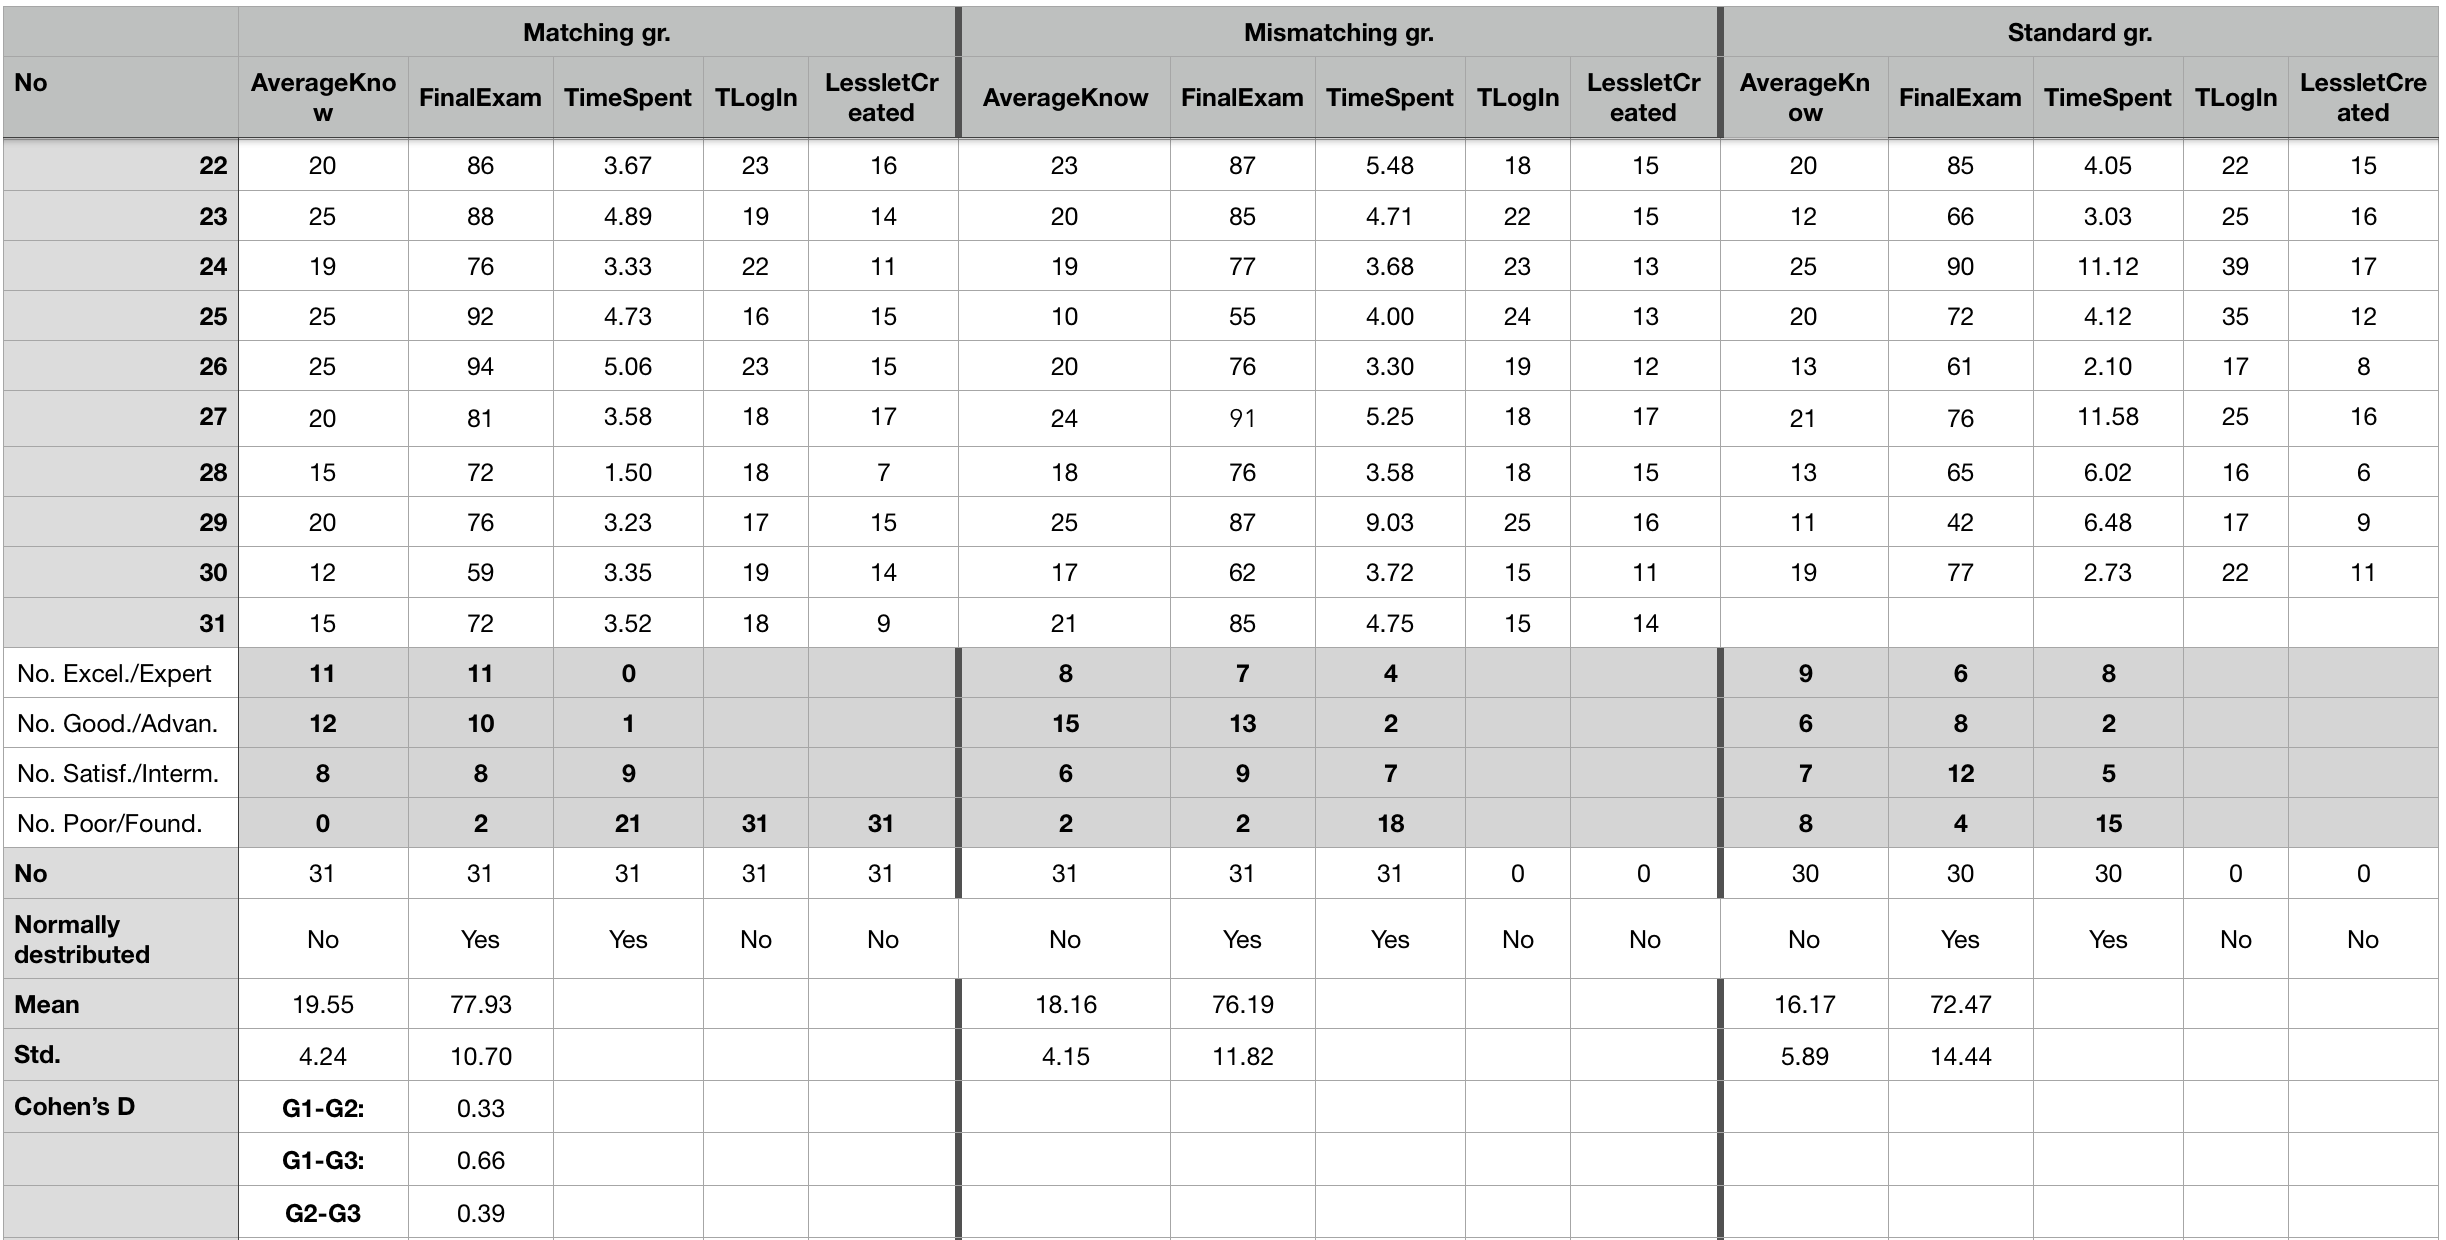 Matching gr. Mismatching gr. Standard gr.
No AverageKno
w FinalExam TimeSpent TLogIn LessletCr
eated AverageKnow FinalExam TimeSpent TLogIn LessletCr
eated AverageKn
ow FinalExam TimeSpent TLogIn LessletCre
ated
22 20 86 3.67 23 16 23 87 5.48 18 15 20 85 4.05 22 15
23 25 88 4.89 19 14 20 85 4.71 22 15 12 66 3.03 25 16
24 19 76 3.33 22 11 19 77 3.68 23 13 25 90 11.12 39 17
25 25 92 4.73 16 15 10 55 4.00 24 13 20 72 4.12 35 12
26 25 94 5.06 23 15 20 76 3.30 19 12 13 61 2.10 17 8
27 20 81 3.58 18 17 24 91 5.25 18 17 21 76 11.58 25 16
28 15 72 1.50 18 7 18 76 3.58 18 15 13 65 6.02 16 6
29 20 76 3.23 17 15 25 87 9.03 25 16 11 42 6.48 17 9
30 12 59 3.35 19 14 17 62 3.72 15 11 19 77 2.73 22 11
31 15 72 3.52 18 9 21 85 4.75 15 14
No. Excel./Expert 11 11 0 8 7 4 9 6 8
No. Good./Advan. 12 10 1 15 13 2 6 8 2
No. Satisf./Interm. 8 8 9 6 9 7 7 12 5
No. Poor/Found. 0 2 21 31 31 2 2 18 8 4 15
No 31 31 31 31 31 31 31 31 0 0 30 30 30 0 0
Normally
destributed No Yes Yes No No No Yes Yes No No No Yes Yes No No
Mean 19.55 77.93 18.16 76.19 16.17 72.47
Std. 4.24 10.70 4.15 11.82 5.89 14.44
Cohen’s D G1-G2: 0.33
G1-G3: 0.66
G2-G3 0.39